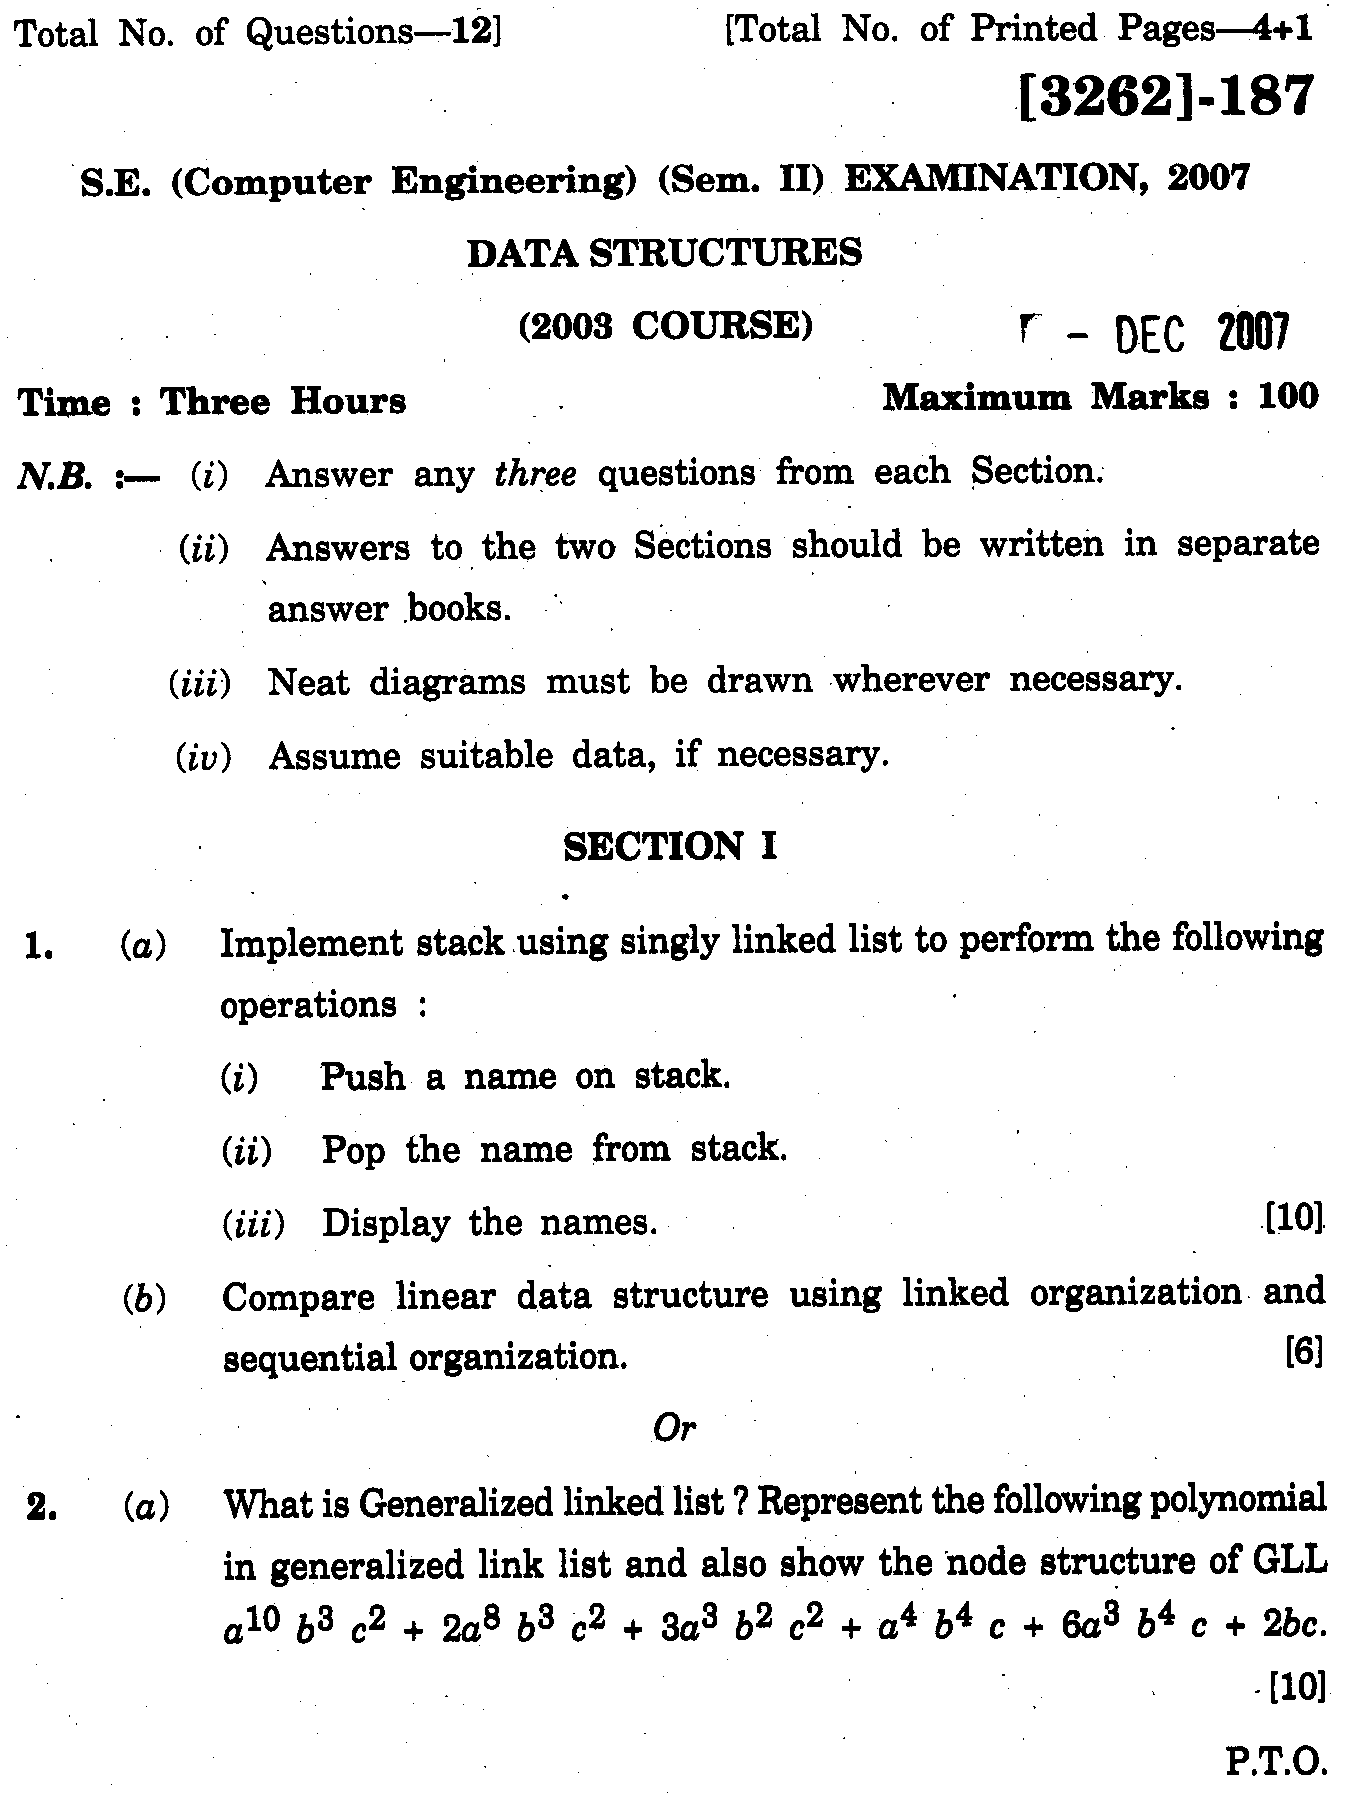 Total No. of Questions—12] [Total No. of Printed Pages—4+1
[3262]-187
S.E. (Computer Engineering) (Sem. II) EXAMINATION, 2007
DATA STRUCTURES
(2003 COURSE) - DEC 2007
Time : Three Hours Maximum Marks : 100
N.B. :— (i) Answer any three questions from each Section.
(ii) Answers to the two Sections should be written in separate
answer books.
(iii) Neat diagrams must be drawn wherever necessary.
(iv) Assume suitable data, if necessary.
SECTION I
1. (a) Implement stack using singly linked list to perform the following
operations :
(i) Push a name on stack.
(ii) Pop the name from stack.
(iii) Display the names. [10]
(b) Compare linear data structure using linked organization and
sequential organization. [6]
Or
2. (a) What is Generalized linked list ? Represent the following polynomial
in generalized link list and also show the node structure of GLL
a¹⁰ b³ c² + 2a⁸ b³ c² + 3a³ b² c² + a⁴ b⁴ c + 6a³ b⁴ c + 2bc.
[10]
P.T.O.